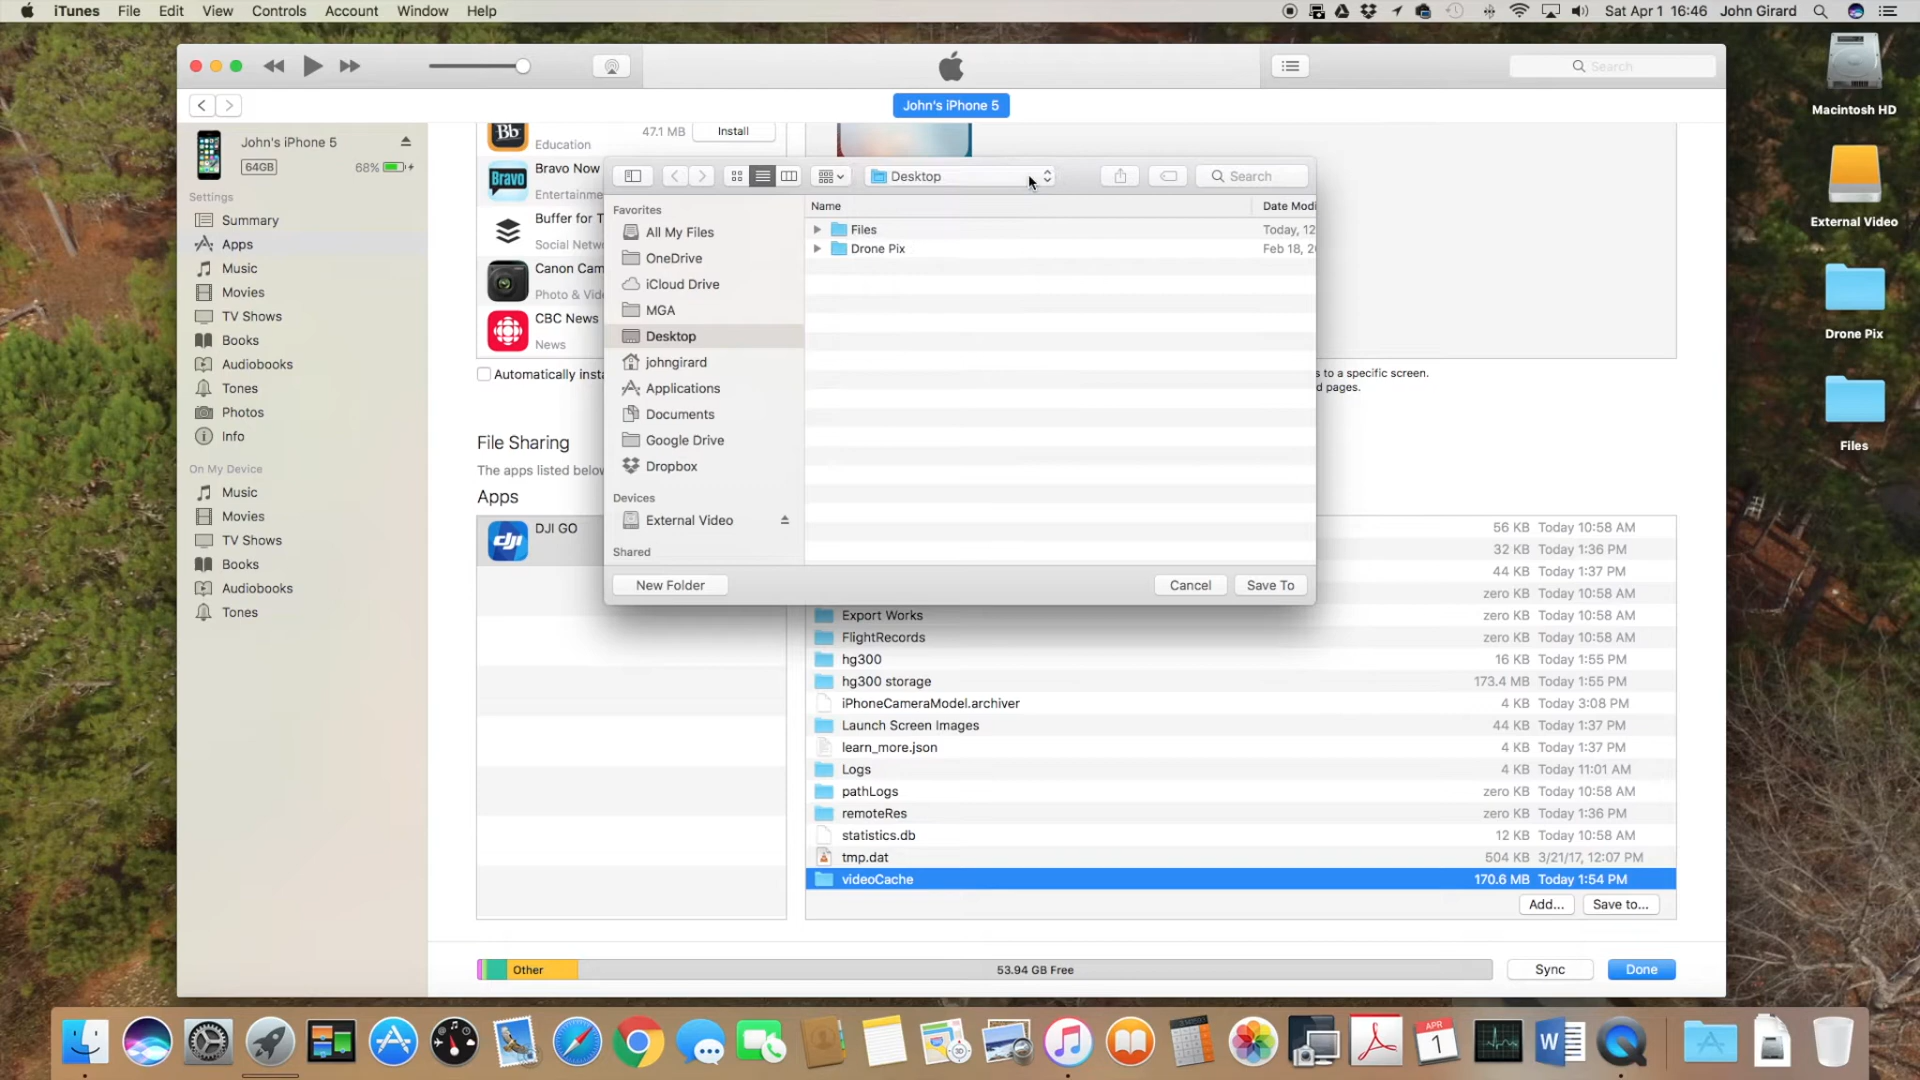 iTunes File Edit View Controls Account Window Help
Sat Apr 1 16:46 John Girard
Search
John's iPhone 5
John's iPhone 5
64GB 68%
Settings
Summary
Apps
Music
Movies
TV Shows
Books
Audiobooks
Tones
Photos
Info
On My Device
Music
Movies
TV Shows
Books
Audiobooks
Tones
Bb
Education
47.1 MB Install
Bravo
Bravo Now
Entertainme
Buffer for T
Social Netw
Canon Cam
Photo & Vide
CBC News
News
Automatically insta
s to a specific screen.
d pages.
File Sharing
The apps listed below
Apps
dji
DJI GO
Desktop
Search
Favorites
All My Files
OneDrive
iCloud Drive
MGA
Desktop
johngirard
Applications
Documents
Google Drive
Dropbox
Devices
External Video
Shared
Name Date Modi
Files Today, 12
Drone Pix Feb 18, 2
New Folder Cancel Save To
56 KB Today 10:58 AM
32 KB Today 1:36 PM
44 KB Today 1:37 PM
zero KB Today 10:58 AM
Export Works zero KB Today 10:58 AM
FlightRecords zero KB Today 10:58 AM
hg300 16 KB Today 1:55 PM
hg300 storage 173.4 MB Today 1:55 PM
iPhoneCameraModel.archiver 4 KB Today 3:08 PM
Launch Screen Images 44 KB Today 1:37 PM
learn_more.json 4 KB Today 1:37 PM
Logs 4 KB Today 11:01 AM
pathLogs zero KB Today 10:58 AM
remoteRes zero KB Today 1:36 PM
statistics.db 12 KB Today 10:58 AM
tmp.dat 504 KB 3/21/17, 12:07 PM
videoCache 170.6 MB Today 1:54 PM
Add... Save to...
Other 53.94 GB Free Sync Done
Macintosh HD
External Video
Drone Pix
Files
3D
APR
1
W